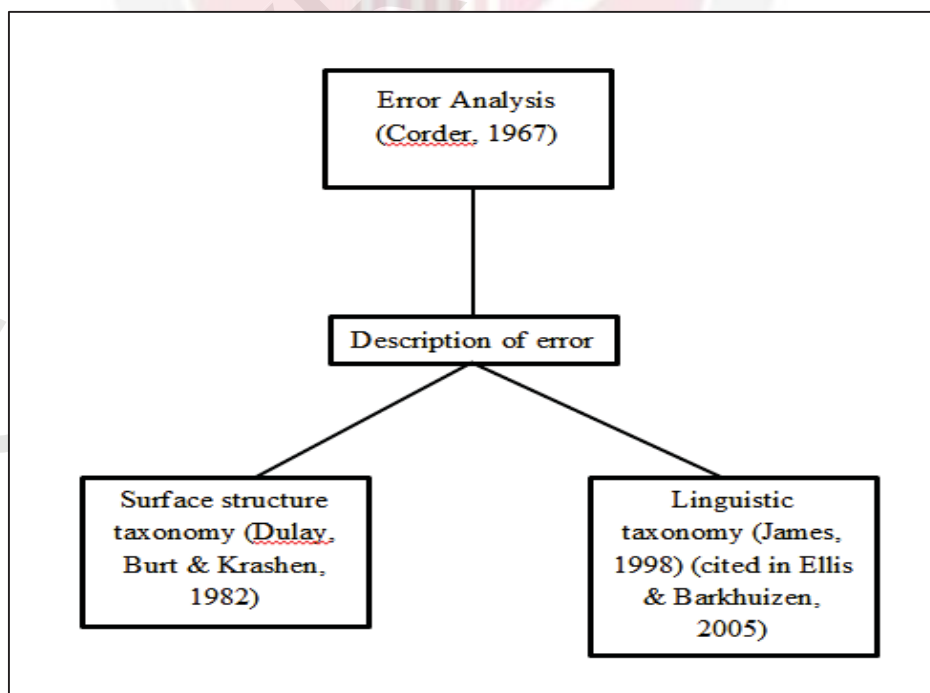 Error Analysis
(Corder, 1967)
Description of error
Surface structure
taxonomy (Dulay,
Burt & Krashen,
1982)
Linguistic
taxonomy (James,
1998) (cited in Ellis
& Barkhuizen,
2005)